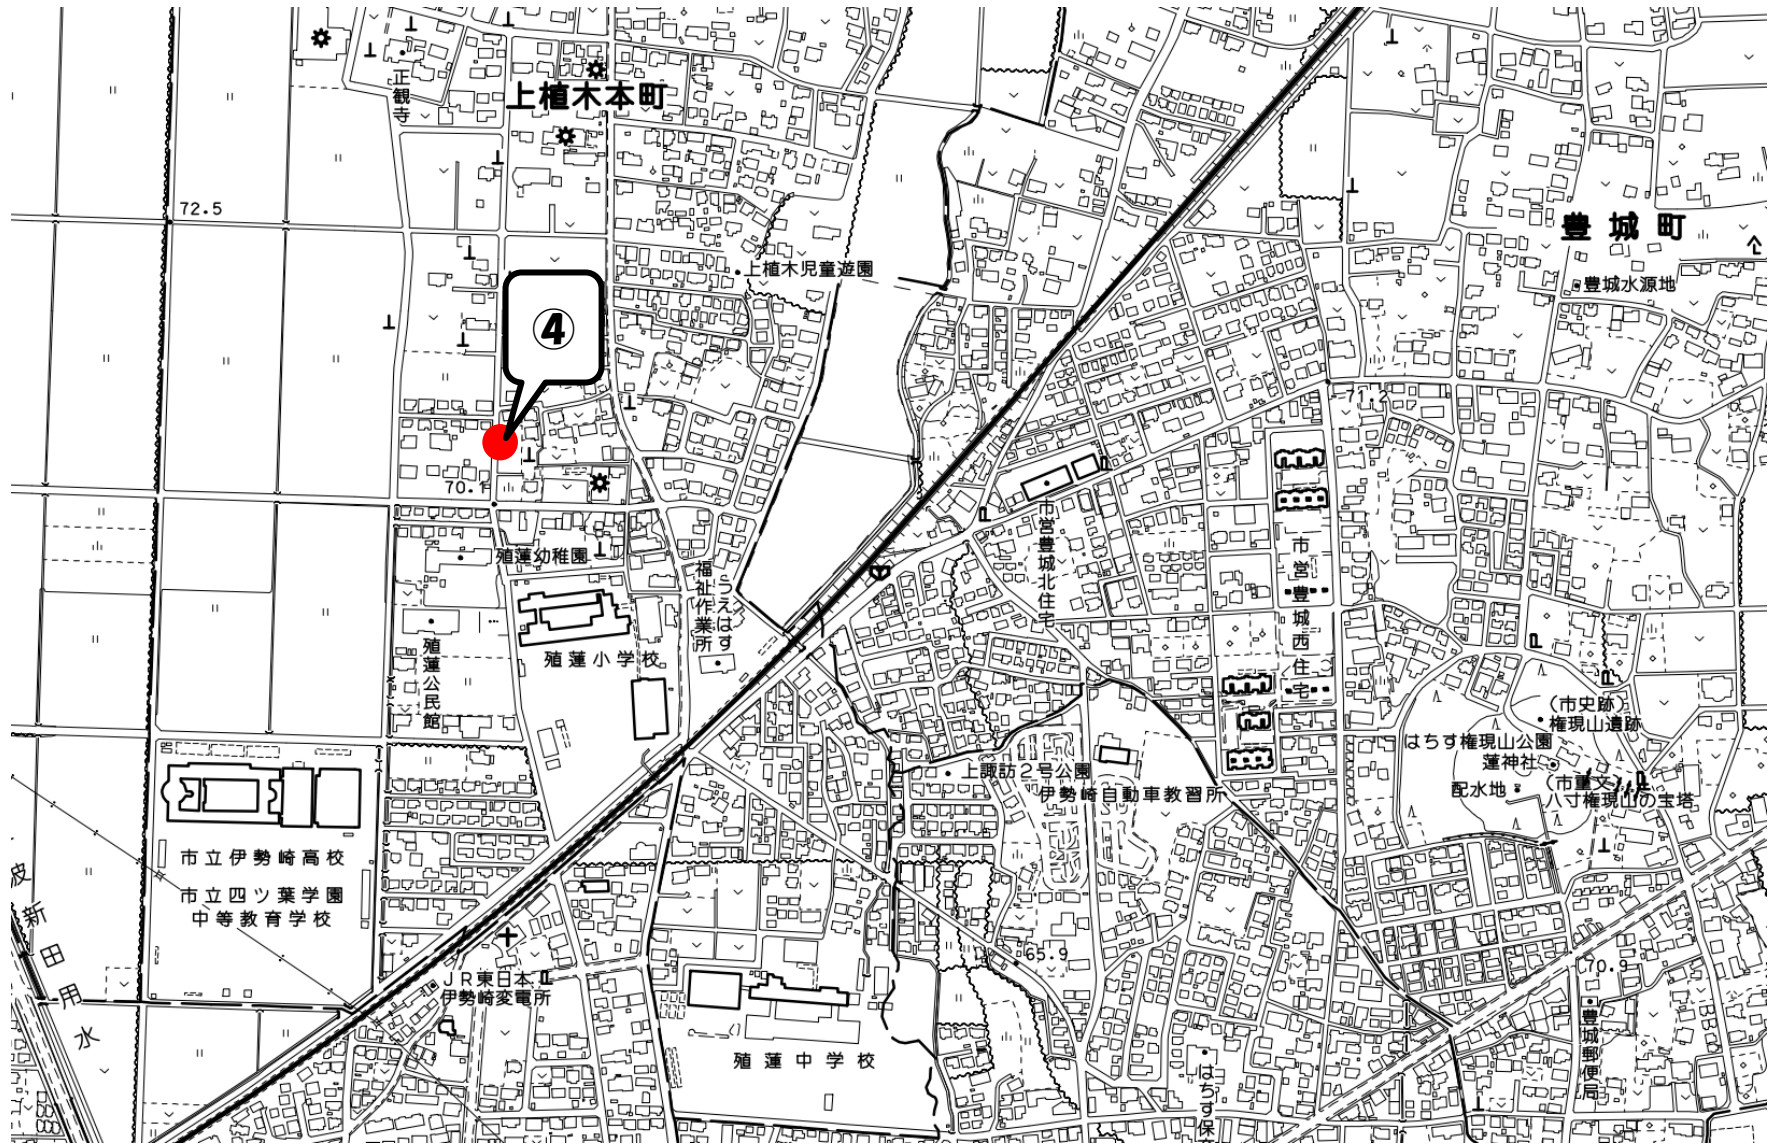 正観寺
上植木本町
72.5
豊城町
上植木児童遊園
豊城水源地
④
71.2
70.1
殖蓮幼稚園
市営豊城北住宅
市営豊城西住宅
福祉作業所
うえはす
殖蓮小学校
殖蓮公民館
(市史跡)
権現山遺跡
はちす権現山公園
蓮神社
上諏訪2号公園
配水地
(市重文)
八寸権現山の宝塔
伊勢崎自動車教習所
市立伊勢崎高校
市立四ツ葉学園
中等教育学校
新田用水
65.9
70.9
JR東日本
伊勢崎変電所
豊城郵便局
殖蓮中学校
はちす保